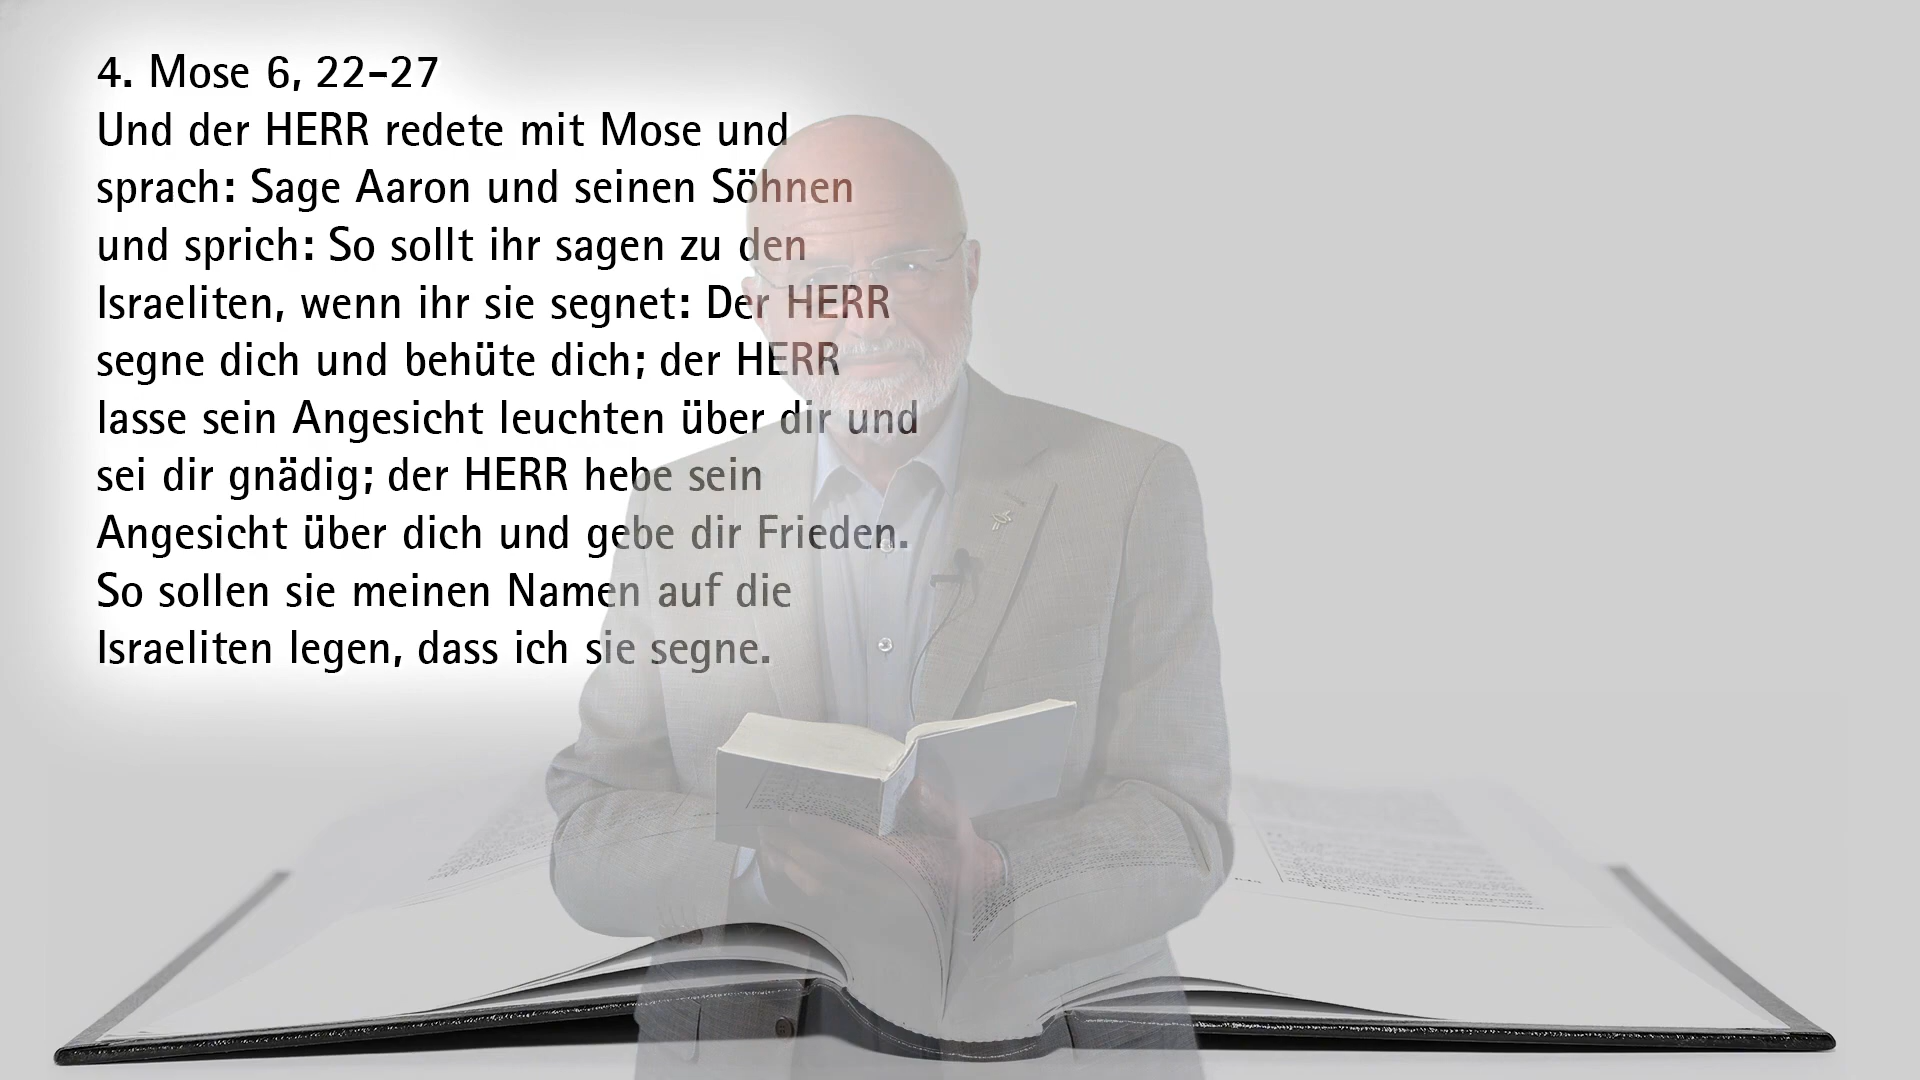 4. Mose 6, 22-27
Und der HERR redete mit Mose und
sprach: Sage Aaron und seinen Söhnen
und sprich: So sollt ihr sagen zu den
Israeliten, wenn ihr sie segnet: Der HERR
segne dich und behüte dich; der HERR
lasse sein Angesicht leuchten über dir und
sei dir gnädig; der HERR hebe sein
Angesicht über dich und gebe dir Frieden.
So sollen sie meinen Namen auf die
Israeliten legen, dass ich sie segne.